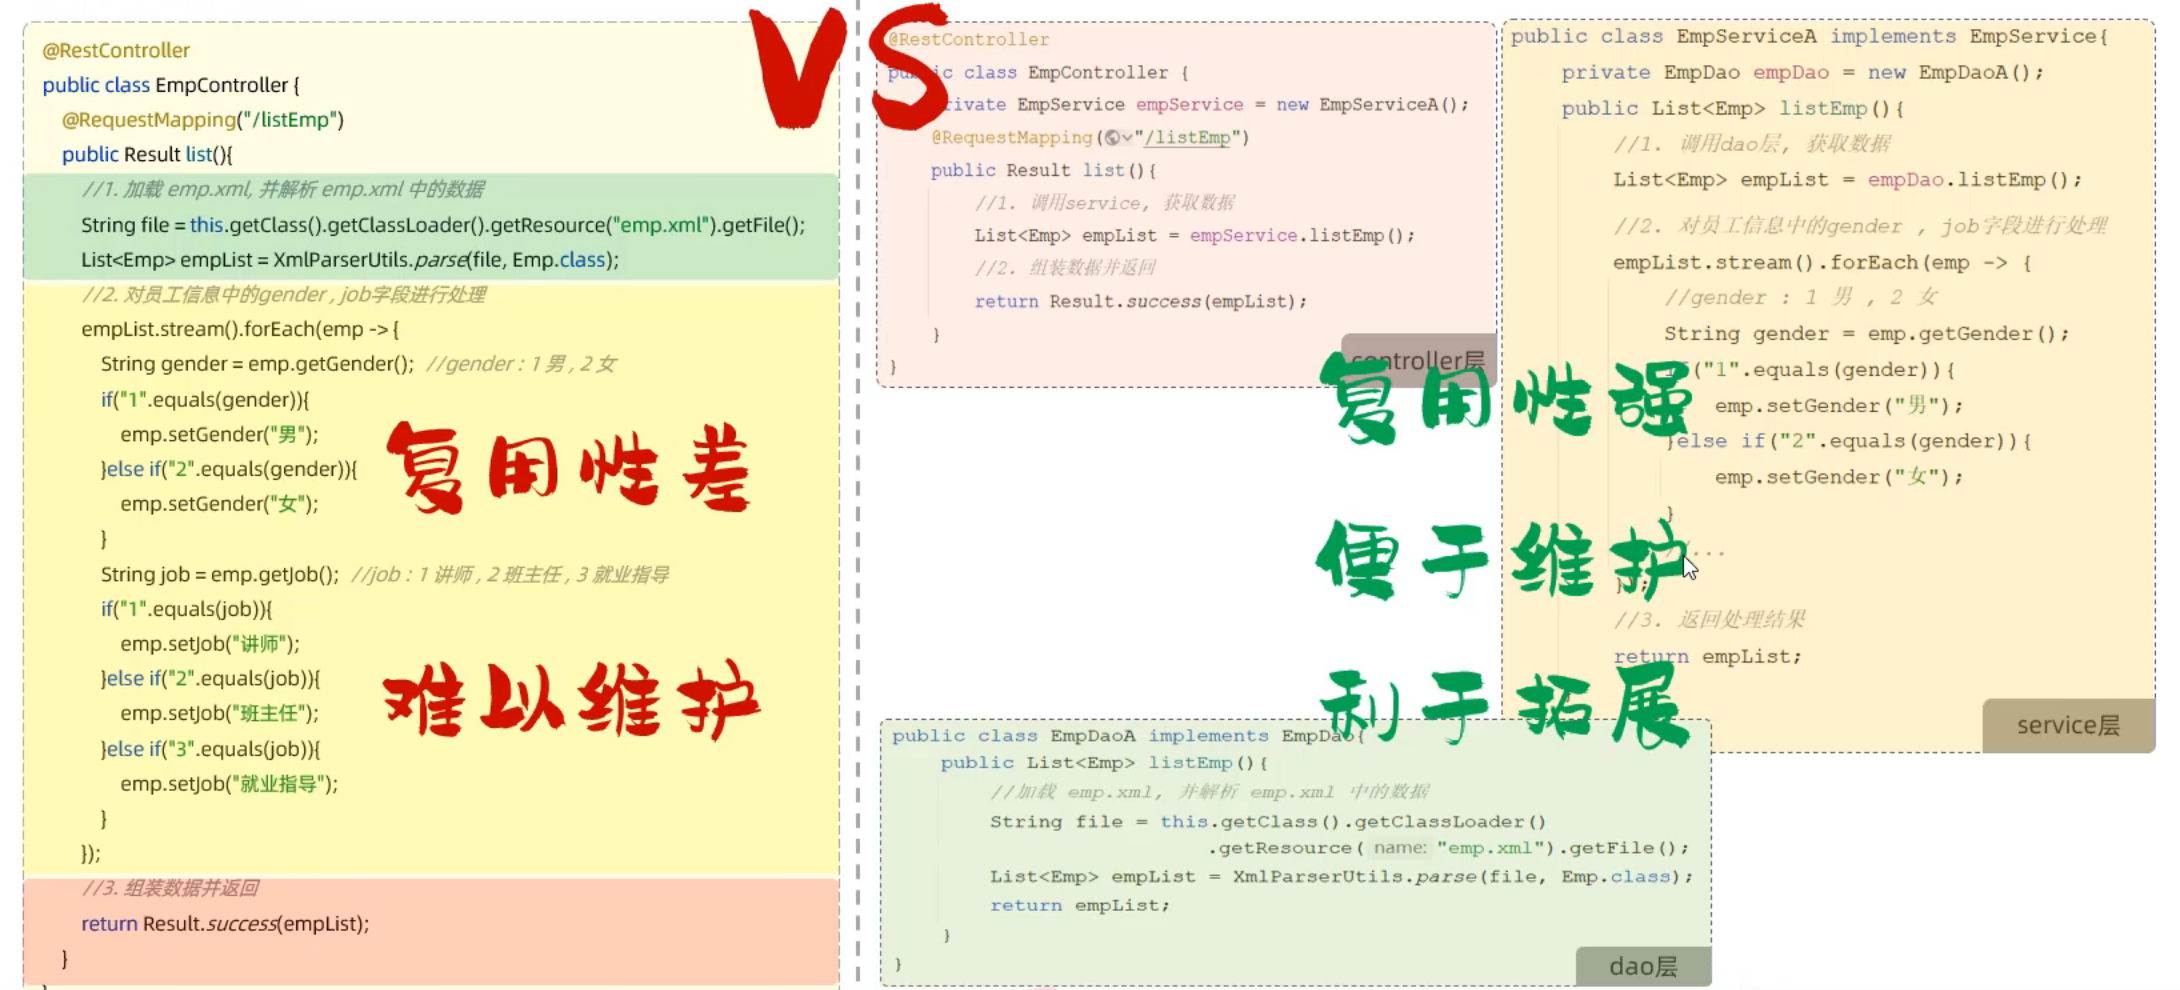 @RestController
public class EmpController {
@RequestMapping("/listEmp")
public Result list(){
//1. 加载 emp.xml, 并解析 emp.xml 中的数据
String file = this.getClass().getClassLoader().getResource("emp.xml").getFile();
List<Emp> empList = XmlParserUtils.parse(file, Emp.class);
//2. 对员工信息中的gender , job字段进行处理
empList.stream().forEach(emp -> {
String gender = emp.getGender(); //gender : 1 男 , 2 女
if("1".equals(gender)){
emp.setGender("男");
}else if("2".equals(gender)){
emp.setGender("女");
}
String job = emp.getJob(); //job : 1 讲师 , 2 班主任 , 3 就业指导
if("1".equals(job)){
emp.setJob("讲师");
}else if("2".equals(job)){
emp.setJob("班主任");
}else if("3".equals(job)){
emp.setJob("就业指导");
}
});
//3. 组装数据并返回
return Result.success(empList);
}
复用性差
难以维护
VS
@RestController
public class EmpController {
private EmpService empService = new EmpServiceA();
@RequestMapping("/listEmp")
public Result list(){
//1. 调用service, 获取数据
List<Emp> empList = empService.listEmp();
//2. 组装数据并返回
return Result.success(empList);
}
}
controller层
public class EmpServiceA implements EmpService{
private EmpDao empDao = new EmpDaoA();
public List<Emp> listEmp(){
//1. 调用dao层, 获取数据
List<Emp> empList = empDao.listEmp();
//2. 对员工信息中的gender , job字段进行处理
empList.stream().forEach(emp -> {
//gender : 1 男 , 2 女
String gender = emp.getGender();
("1".equals(gender)){
emp.setGender("男");
}else if("2".equals(gender)){
emp.setGender("女");
}
//...
});
//3. 返回处理结果
return empList;
service层
复用性强
便于维护
利于拓展
public class EmpDaoA implements EmpDao{
public List<Emp> listEmp(){
//加载 emp.xml, 并解析 emp.xml 中的数据
String file = this.getClass().getClassLoader()
.getResource( name: "emp.xml").getFile();
List<Emp> empList = XmlParserUtils.parse(file, Emp.class);
return empList;
}
}
dao层